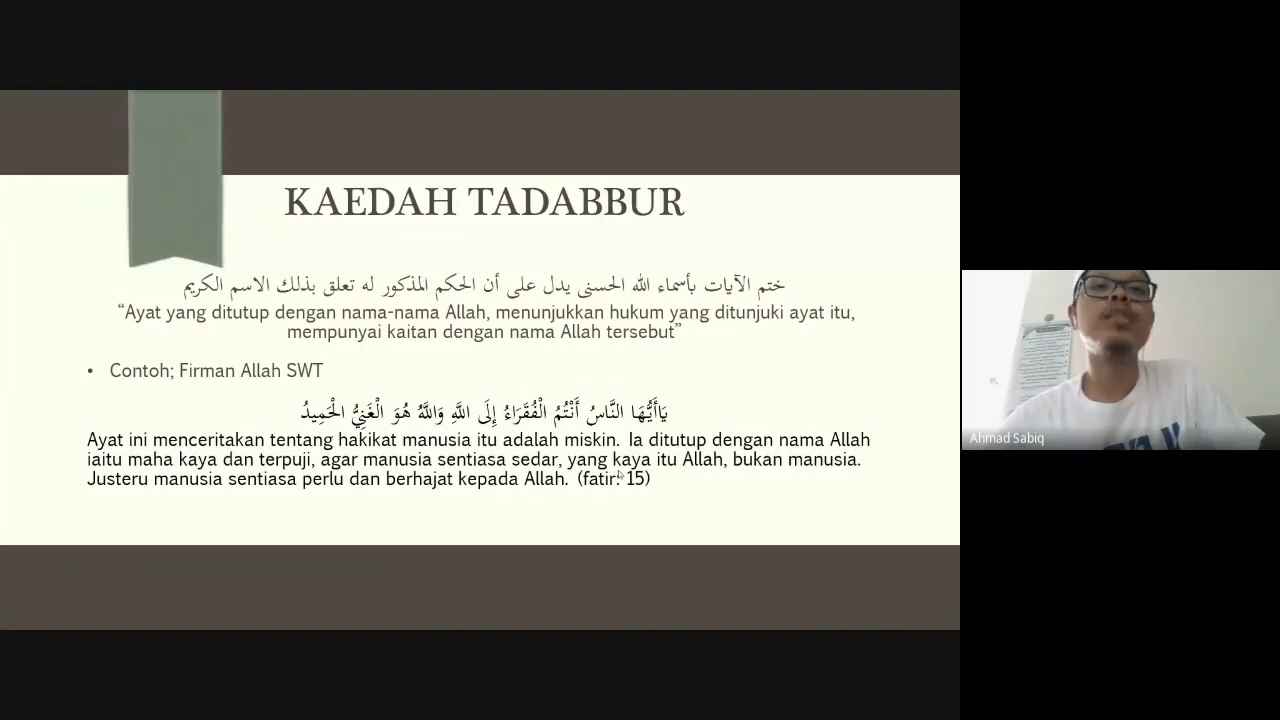 KAEDAH TADABBUR
ختم الآيات بأسماء الله الحسنى يدل على أن الحكم المذكور له تعلق بذلك الاسم الكريم
“Ayat yang ditutup dengan nama-nama Allah, menunjukkan hukum yang ditunjuki ayat itu,
mempunyai kaitan dengan nama Allah tersebut”
• Contoh; Firman Allah SWT
يَاأَيُّهَا النَّاسُ أَنْتُمُ الْفُقَرَاءُ إِلَى اللَّهِ وَاللَّهُ هُوَ الْغَنِيُّ الْحَمِيدُ
Ayat ini menceritakan tentang hakikat manusia itu adalah miskin. Ia ditutup dengan nama Allah
iaitu maha kaya dan terpuji, agar manusia sentiasa sedar, yang kaya itu Allah, bukan manusia.
Justeru manusia sentiasa perlu dan berhajat kepada Allah. (fatir: 15)
Ahmad Sabiq